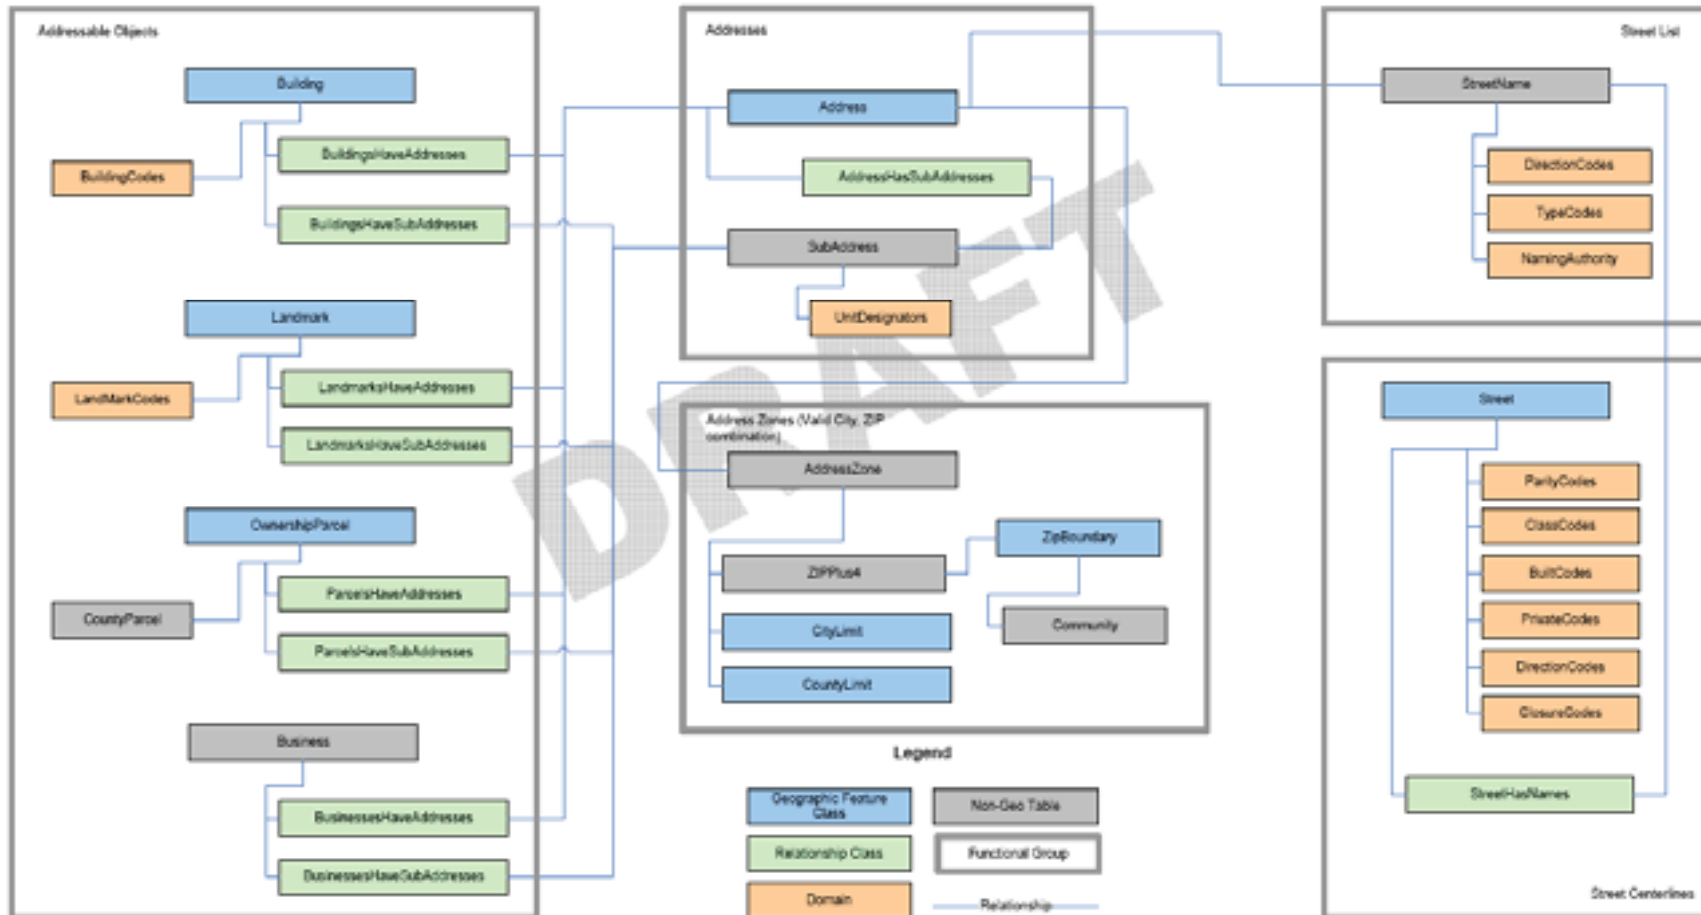 Addressable Objects
Building
BuildingsHaveAddresses
BuildingCodes
BuildingsHaveSubAddresses
Landmark
LandmarksHaveAddresses
LandMarkCodes
LandmarksHaveSubAddresses
OwnershipParcel
ParcelsHaveAddresses
CountyParcel
ParcelsHaveSubAddresses
Business
BusinessesHaveAddresses
BusinessesHaveSubAddresses
Addresses
Address
AddressHasSubAddresses
SubAddress
UnitDesignators
DRAFT
Address Zones (Valid City, ZIP
combination)
AddressZone
ZipBoundary
ZIPPlus4
Community
CityLimit
CountyLimit
Legend
Geographic Feature
Class
Non-Geo Table
Relationship Class
Functional Group
Domain
Relationship
Street List
StreetName
DirectionCodes
TypeCodes
NamingAuthority
Street
ParityCodes
ClassCodes
BuiltCodes
PrivateCodes
DirectionCodes
ClosureCodes
StreetHasNames
Street Centerlines